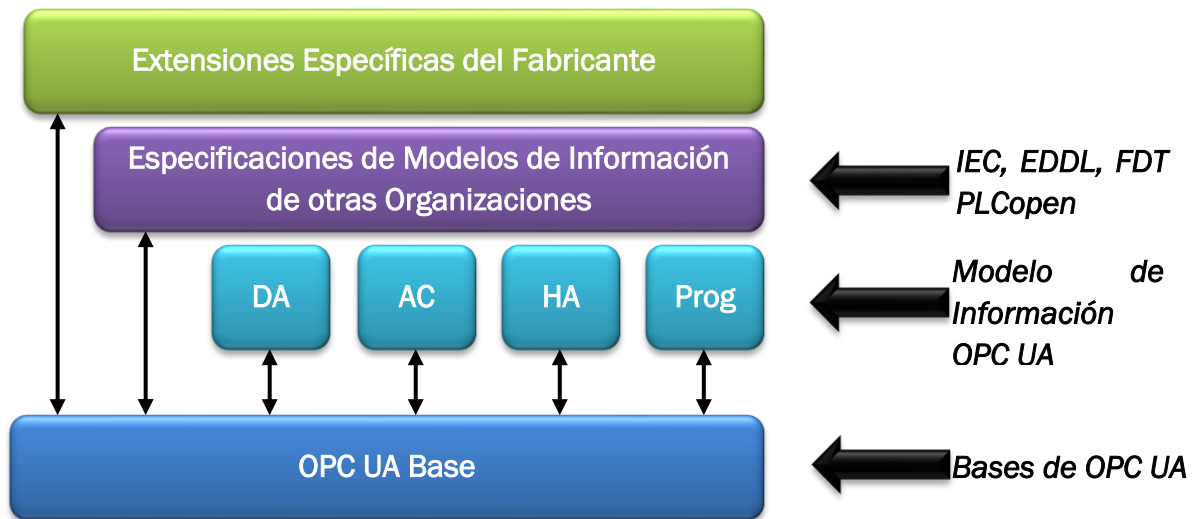 Extensiones Específicas del Fabricante
Especificaciones de Modelos de Información
de otras Organizaciones
IEC, EDDL, FDT
PLCopen
DA
AC
HA
Prog
Modelo de
Información
OPC UA
OPC UA Base
Bases de OPC UA